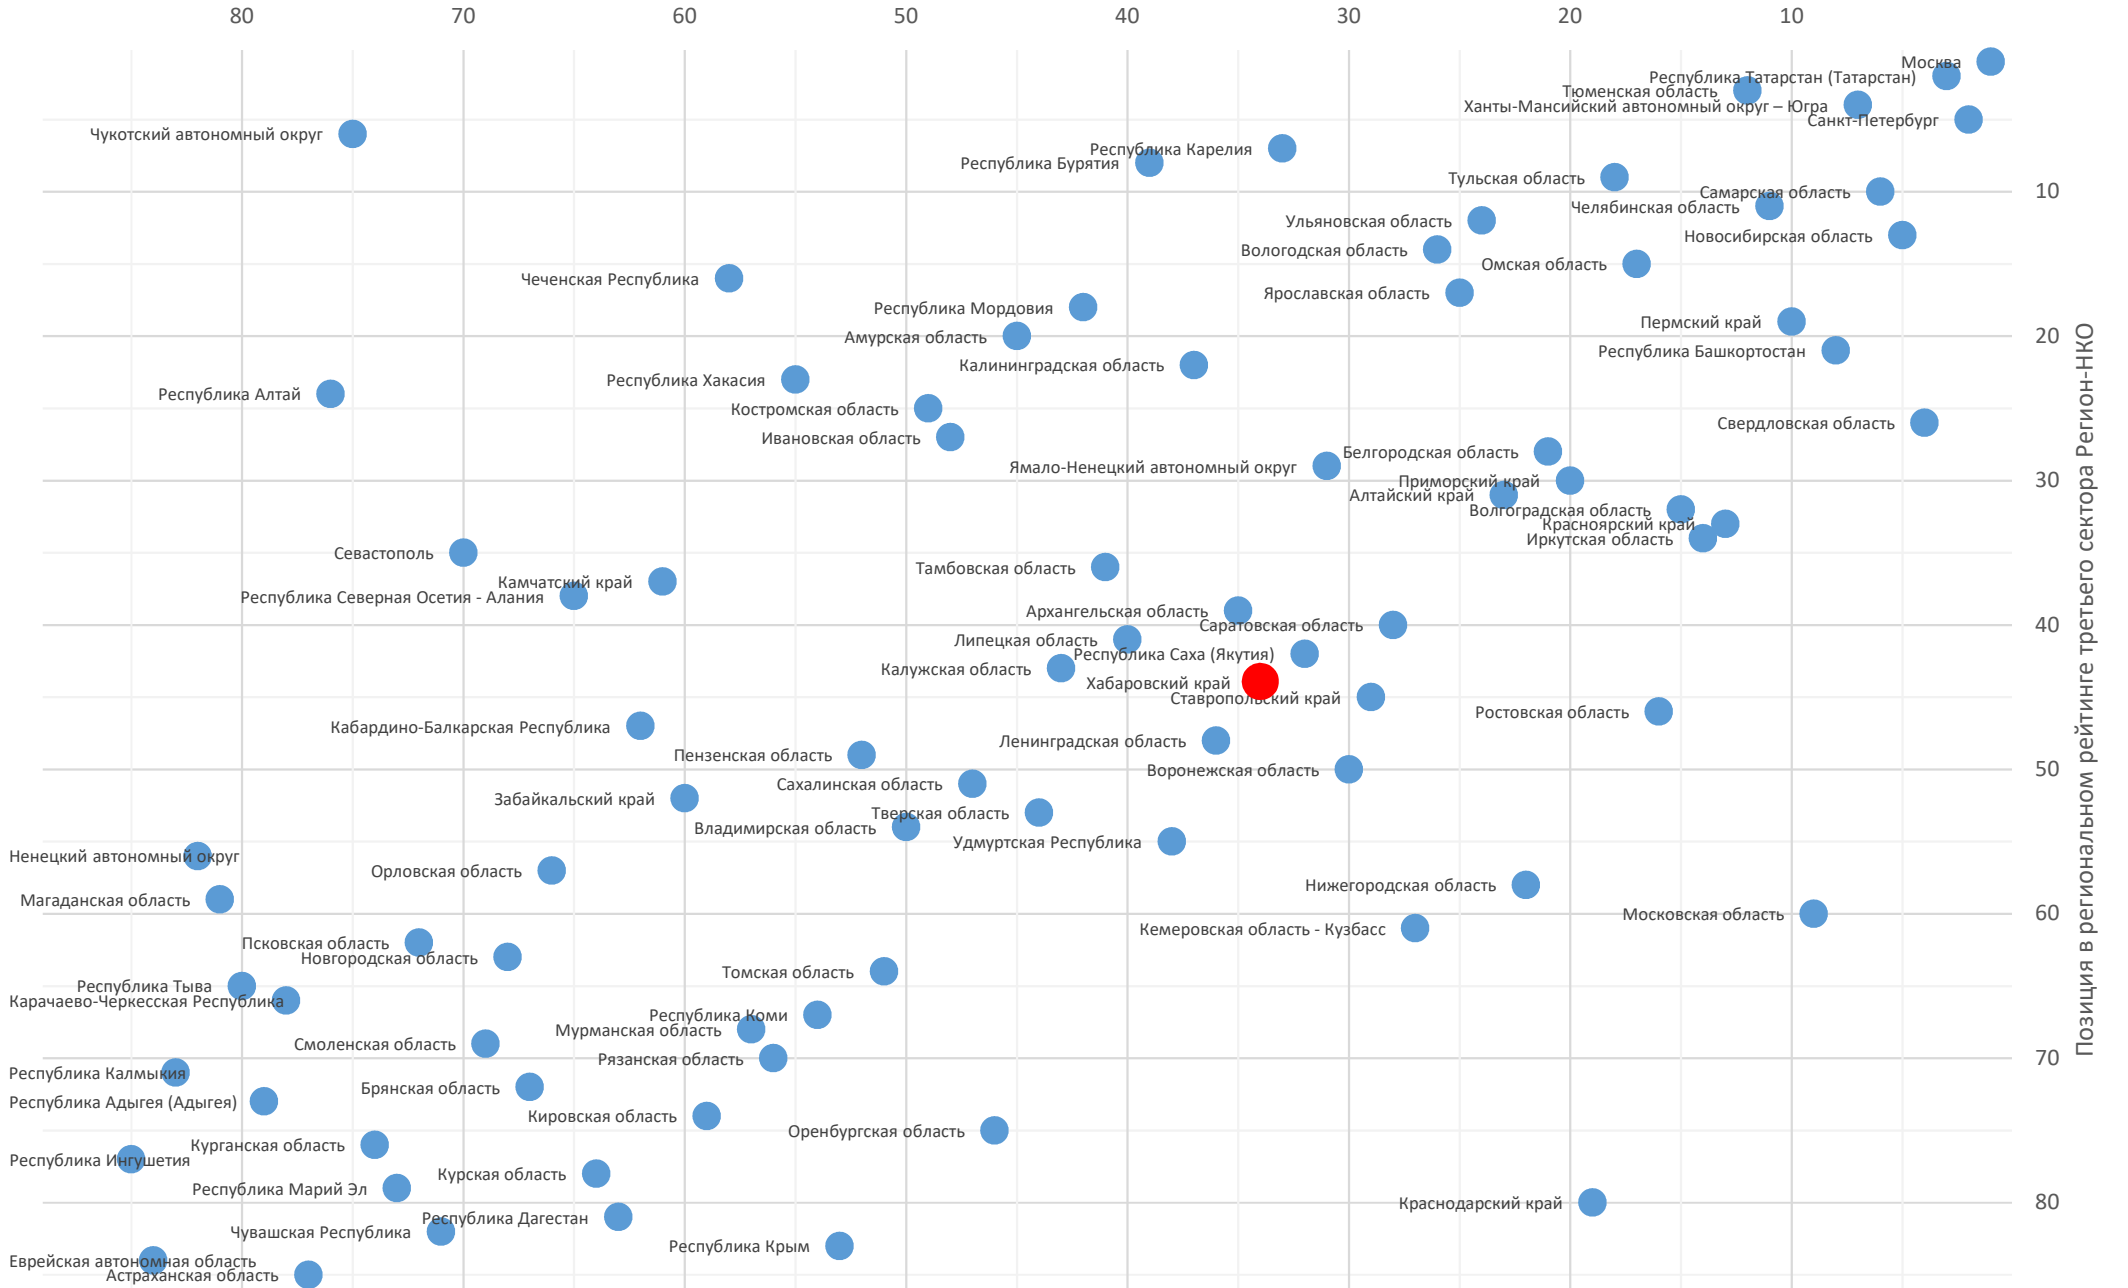 80 70 60 50 40 30 20 10
Москва
Республика Татарстан (Татарстан)
Тюменская область
Ханты-Мансийский автономный округ – Югра
Санкт-Петербург
Чукотский автономный округ
Республика Карелия
Республика Бурятия
Тульская область
Самарская область
10
Челябинская область
Ульяновская область
Новосибирская область
Вологодская область
Омская область
Чеченская Республика
Ярославская область
Республика Мордовия
Пермский край
Амурская область
20
Республика Башкортостан
Калининградская область
Республика Хакасия
Республика Алтай
Костромская область
Свердловская область
Ивановская область
Белгородская область
Ямало-Ненецкий автономный округ
Приморский край
30
Алтайский край
Волгоградская область
Красноярский край
Иркутская область
Севастополь
Тамбовская область
Камчатский край
Республика Северная Осетия - Алания
Архангельская область
Саратовская область
40
Липецкая область
Республика Саха (Якутия)
Калужская область
Хабаровский край
Ставропольский край
Ростовская область
Кабардино-Балкарская Республика
Ленинградская область
Пензенская область
Воронежская область
50
Сахалинская область
Забайкальский край
Тверская область
Владимирская область
Удмуртская Республика
Ненецкий автономный округ
Орловская область
Нижегородская область
Магаданская область
Московская область
60
Кемеровская область - Кузбасс
Псковская область
Новгородская область
Томская область
Республика Тыва
Карачаево-Черкесская Республика
Республика Коми
Мурманская область
Смоленская область
Рязанская область
70
Республика Калмыкия
Брянская область
Республика Адыгея (Адыгея)
Кировская область
Оренбургская область
Курганская область
Республика Ингушетия
Курская область
Республика Марий Эл
Краснодарский край
80
Республика Дагестан
Чувашская Республика
Республика Крым
Еврейская автономная область
Астраханская область
Позиция в региональном рейтинге третьего сектора Регион-НКО